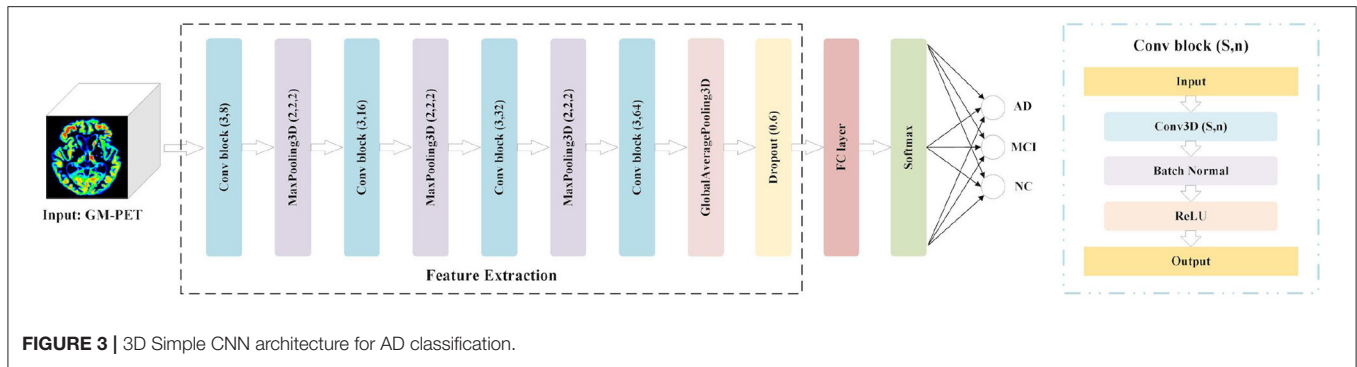 Input: GM-PET
Conv block (3,8)
MaxPooling3D (2,2,2)
Conv block (3,16)
MaxPooling3D (2,2,2)
Conv block (3,32)
MaxPooling3D (2,2,2)
Conv block (3,64)
GlobalAveragePooling3D
Dropout (0.6)
Feature Extraction
FC layer
Softmax
AD
MCI
NC
Conv block (S,n)
Input
Conv3D (S,n)
Batch Normal
ReLU
Output
FIGURE 3 | 3D Simple CNN architecture for AD classification.